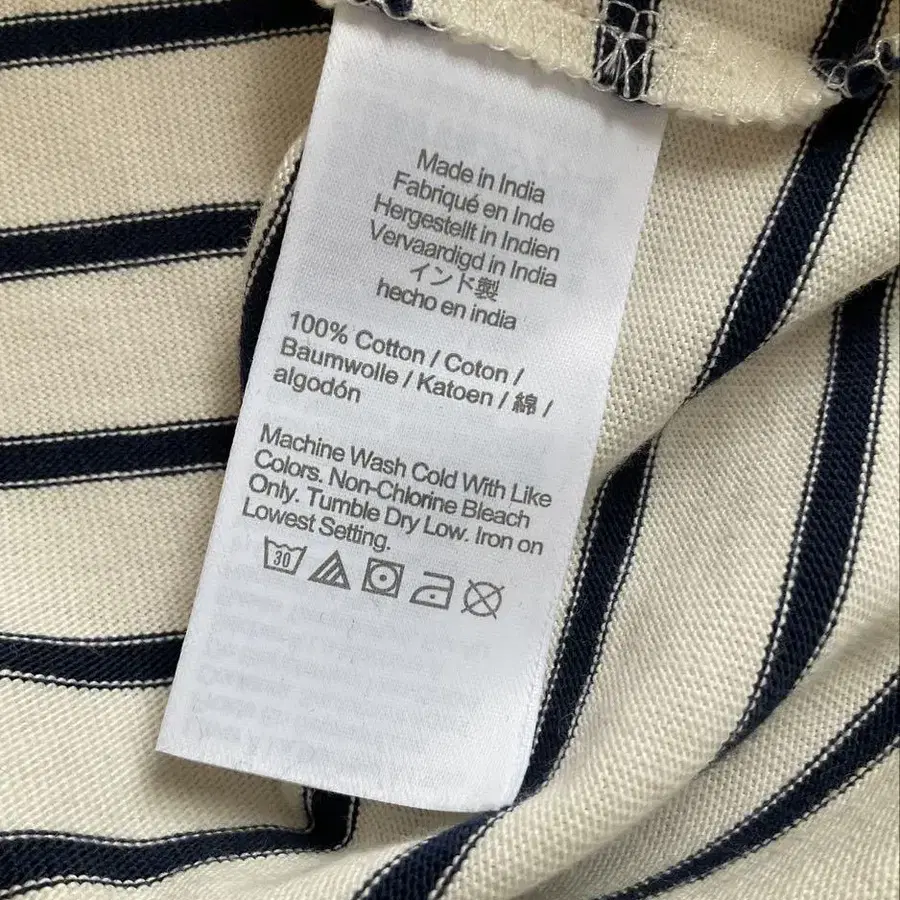 Made in India
Fabriqué en Inde
Hergestellt in Indien
Vervaardigd in India
インド製
hecho en india
100% Cotton / Coton /
Baumwolle / Katoen / 綿 /
algodón
Machine Wash Cold With Like
Colors. Non-Chlorine Bleach
Only. Tumble Dry Low. Iron on
Lowest Setting.
30